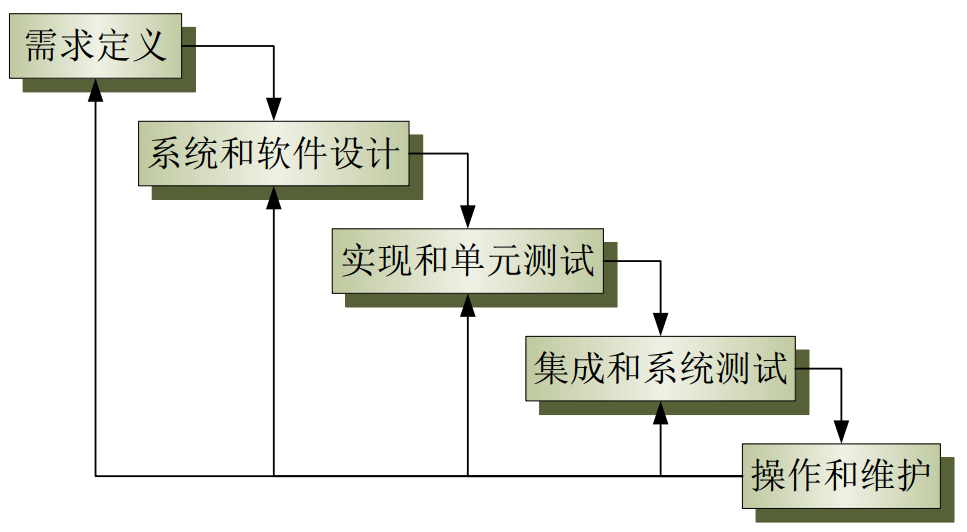 需求定义
系统和软件设计
实现和单元测试
集成和系统测试
操作和维护